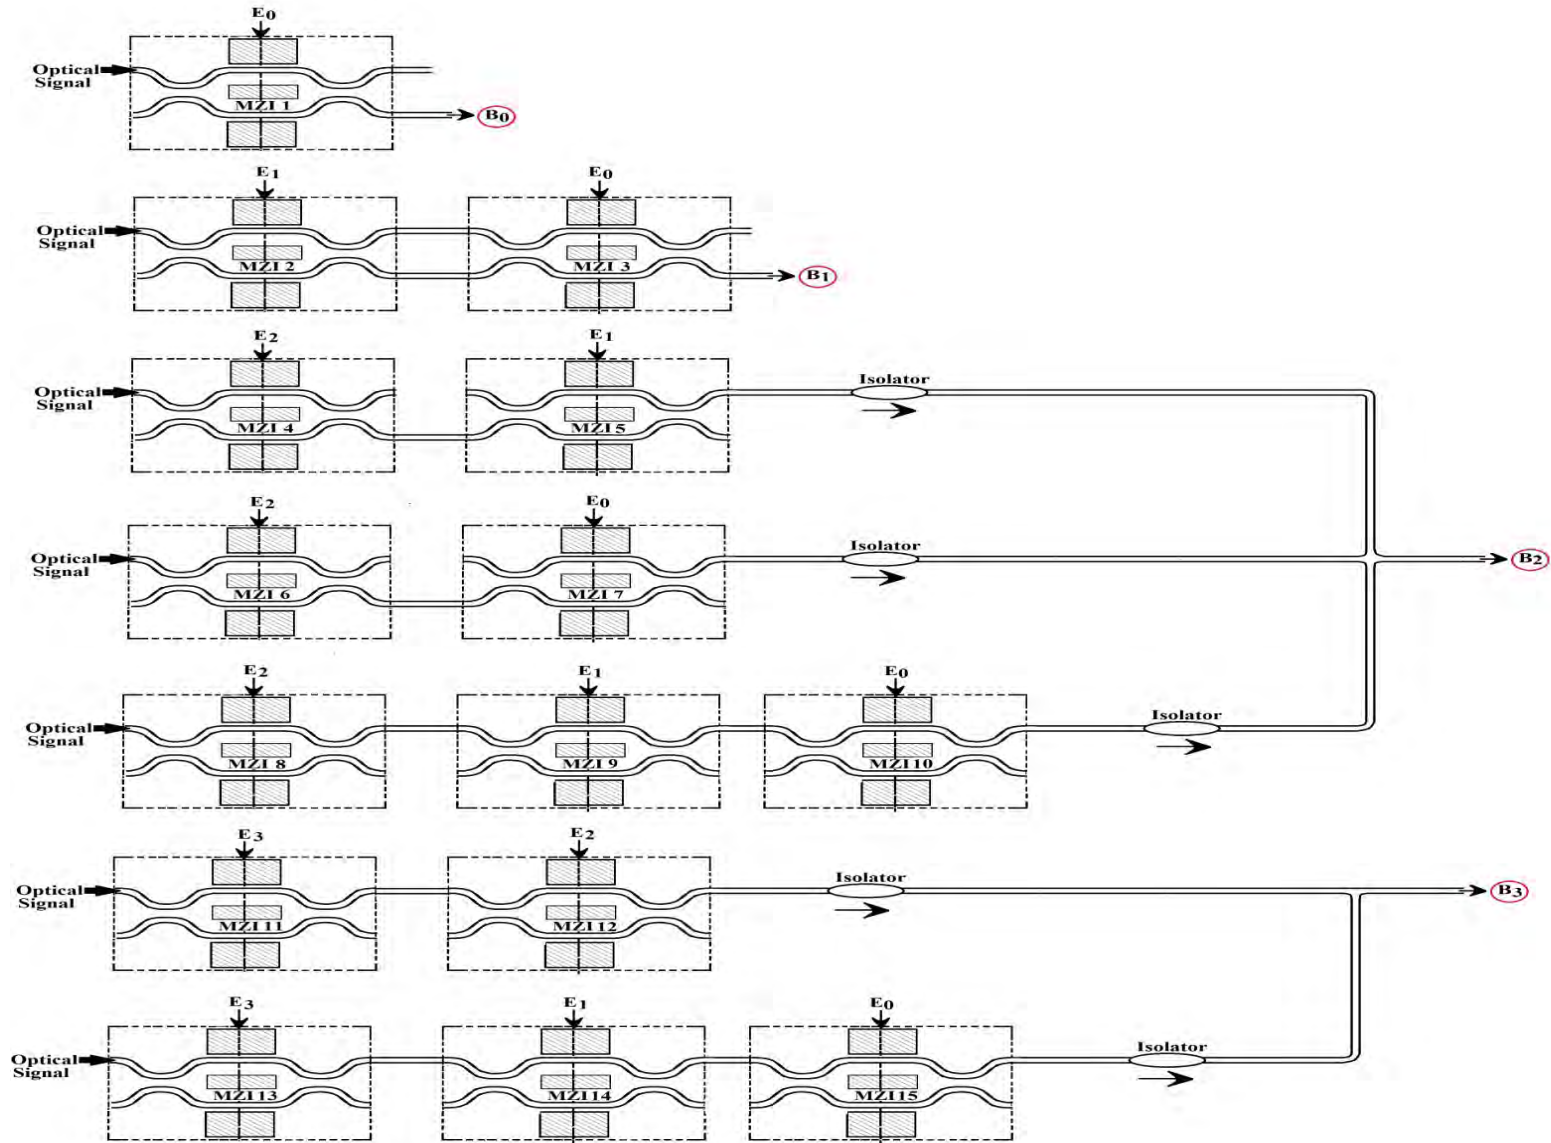 E0
Optical
Signal
MZI 1
B0
E1
E0
Optical
Signal
MZI 2
MZI 3
B1
E2
E1
Optical
Signal
Isolator
MZI 4
MZI 5
E2
E0
Optical
Signal
Isolator
B2
MZI 6
MZI 7
E2
E1
E0
Optical
Signal
Isolator
MZI 8
MZI 9
MZI10
E3
E2
Optical
Signal
Isolator
B3
MZI11
MZI12
E3
E1
E0
Optical
Signal
Isolator
MZI13
MZI14
MZI15